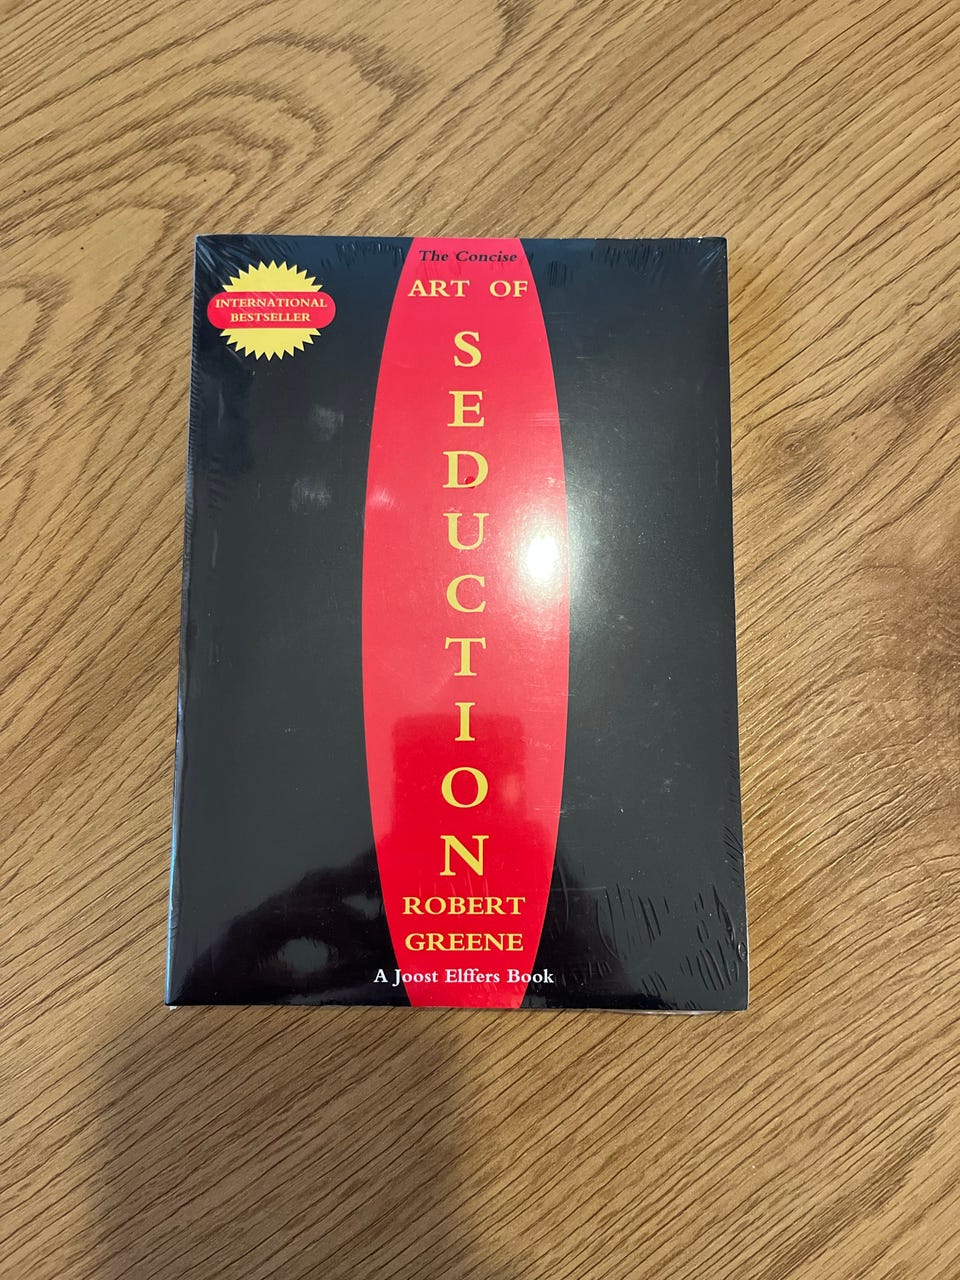 The Concise
ART OF
SEDUCTION
ROBERT
GREENE
A Joost Elffers Book
INTERNATIONAL
BESTSELLER